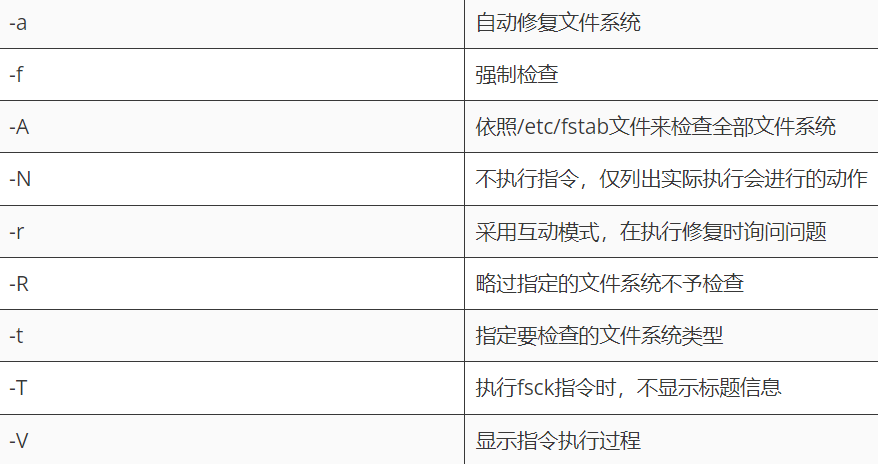 -a 自动修复文件系统
-f 强制检查
-A 依照/etc/fstab文件来检查全部文件系统
-N 不执行指令，仅列出实际执行会进行的动作
-r 采用互动模式，在执行修复时询问问题
-R 略过指定的文件系统不予检查
-t 指定要检查的文件系统类型
-T 执行fsck指令时，不显示标题信息
-V 显示指令执行过程